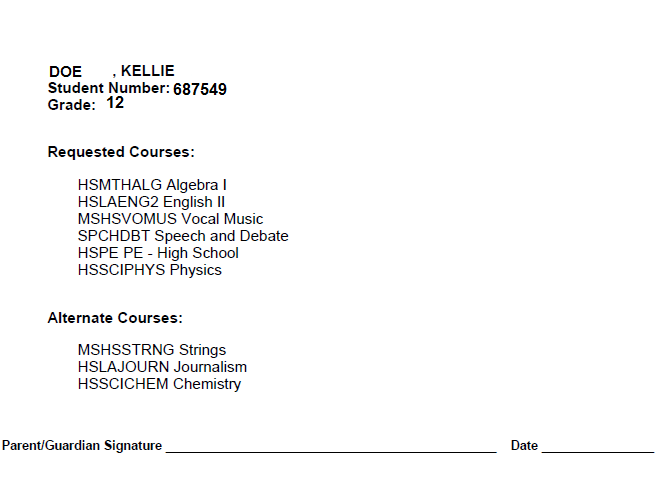 DOE , KELLIE
Student Number: 687549
Grade: 12
Requested Courses:
HSMTHALG Algebra I
HSLAENG2 English II
MSHSVOMUS Vocal Music
SPCHDBT Speech and Debate
HSPE PE - High School
HSSCIPHYS Physics
Alternate Courses:
MSHSSTRNG Strings
HSLAJOURN Journalism
HSSCICHEM Chemistry
Parent/Guardian Signature ________________ Date ________________